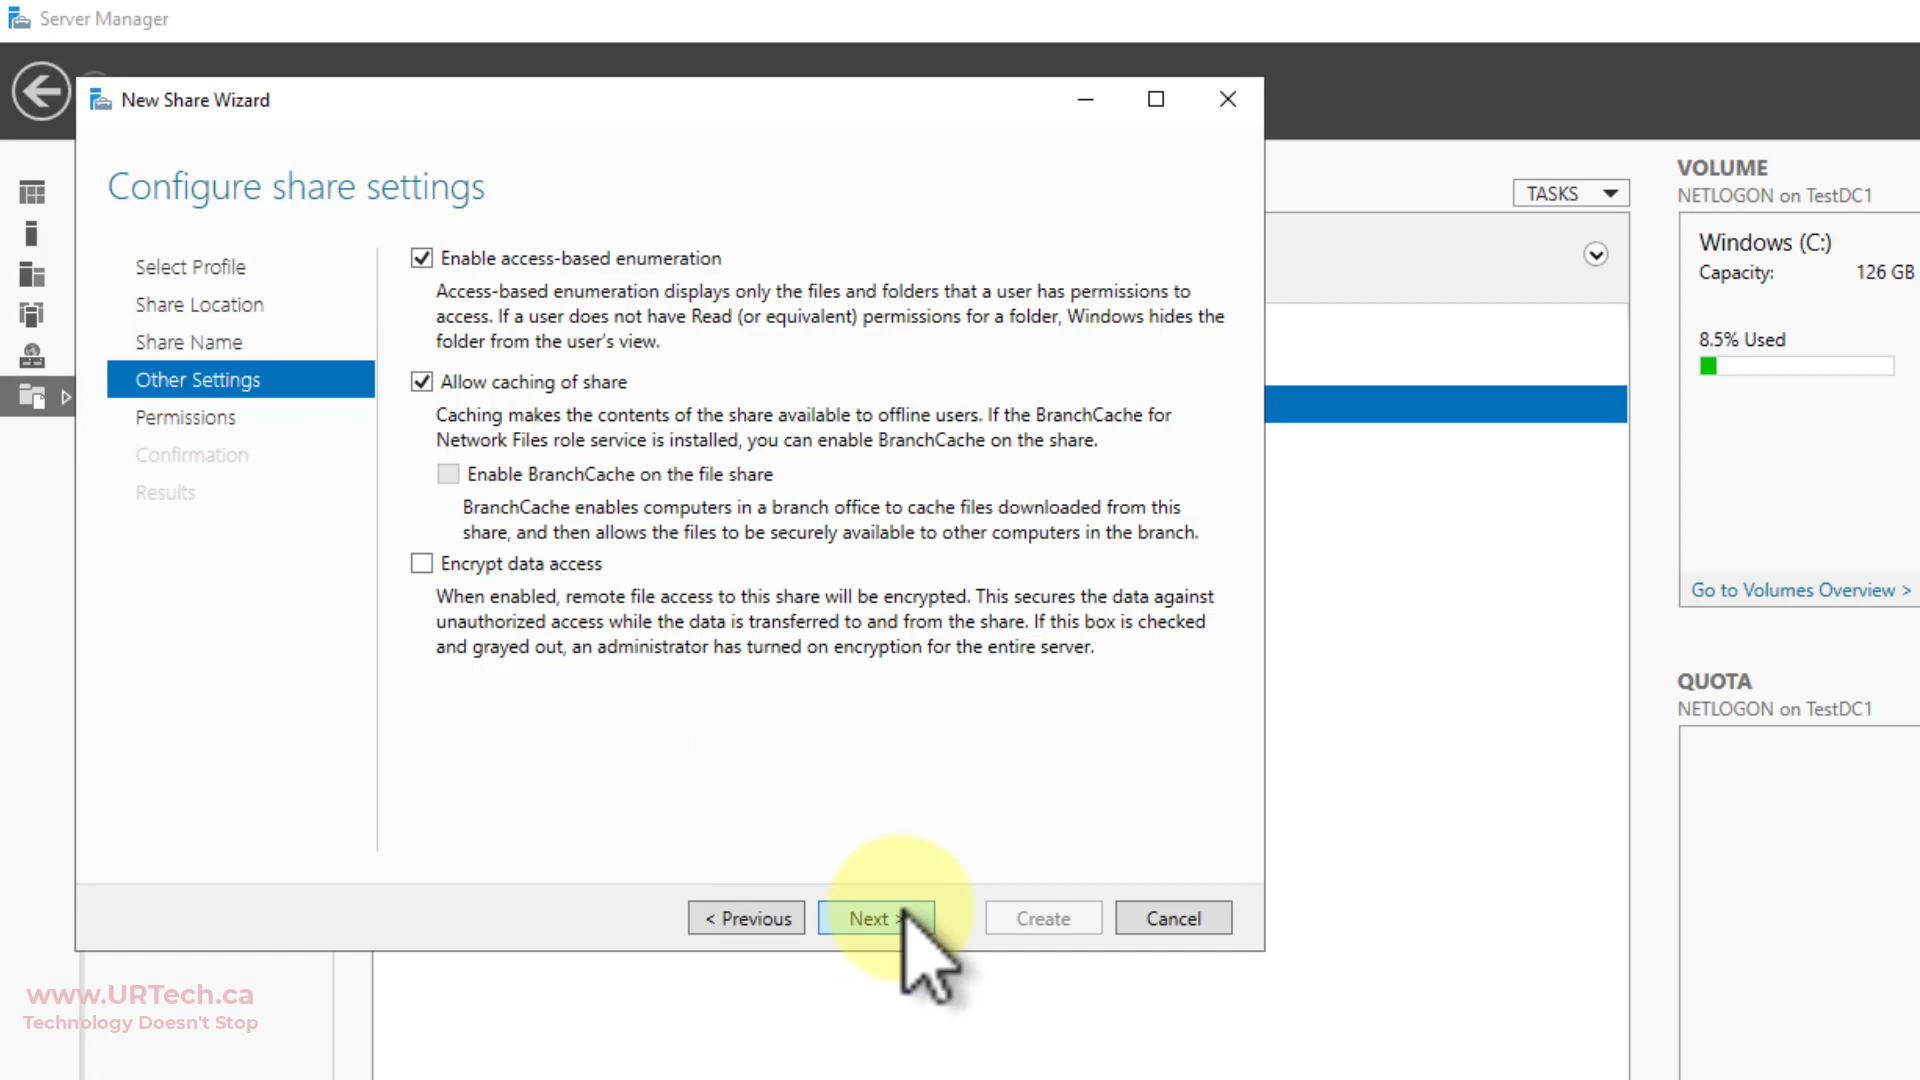 Server Manager
New Share Wizard
Configure share settings
Select Profile
Share Location
Share Name
Other Settings
Permissions
Confirmation
Results
Enable access-based enumeration
Access-based enumeration displays only the files and folders that a user has permissions to
access. If a user does not have Read (or equivalent) permissions for a folder, Windows hides the
folder from the user's view.
Allow caching of share
Caching makes the contents of the share available to offline users. If the BranchCache for
Network Files role service is installed, you can enable BranchCache on the share.
Enable BranchCache on the file share
BranchCache enables computers in a branch office to cache files downloaded from this
share, and then allows the files to be securely available to other computers in the branch.
Encrypt data access
When enabled, remote file access to this share will be encrypted. This secures the data against
unauthorized access while the data is transferred to and from the share. If this box is checked
and grayed out, an administrator has turned on encryption for the entire server.
< Previous
Next >
Create
Cancel
TASKS
VOLUME
NETLOGON on TestDC1
Windows (C:)
Capacity: 126 GB
8.5% Used
Go to Volumes Overview >
QUOTA
NETLOGON on TestDC1
www.URTech.ca
Technology Doesn't Stop